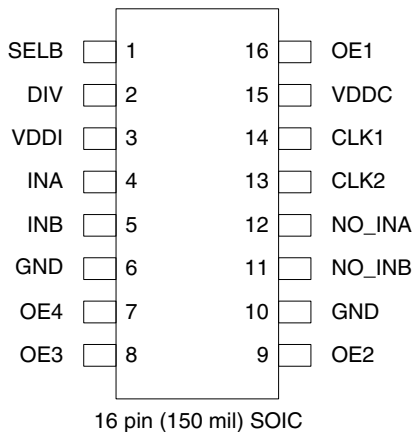 SELB 1 16 OE1
DIV 2 15 VDDC
VDDI 3 14 CLK1
INA 4 13 CLK2
INB 5 12 NO_INA
GND 6 11 NO_INB
OE4 7 10 GND
OE3 8 9 OE2
16 pin (150 mil) SOIC